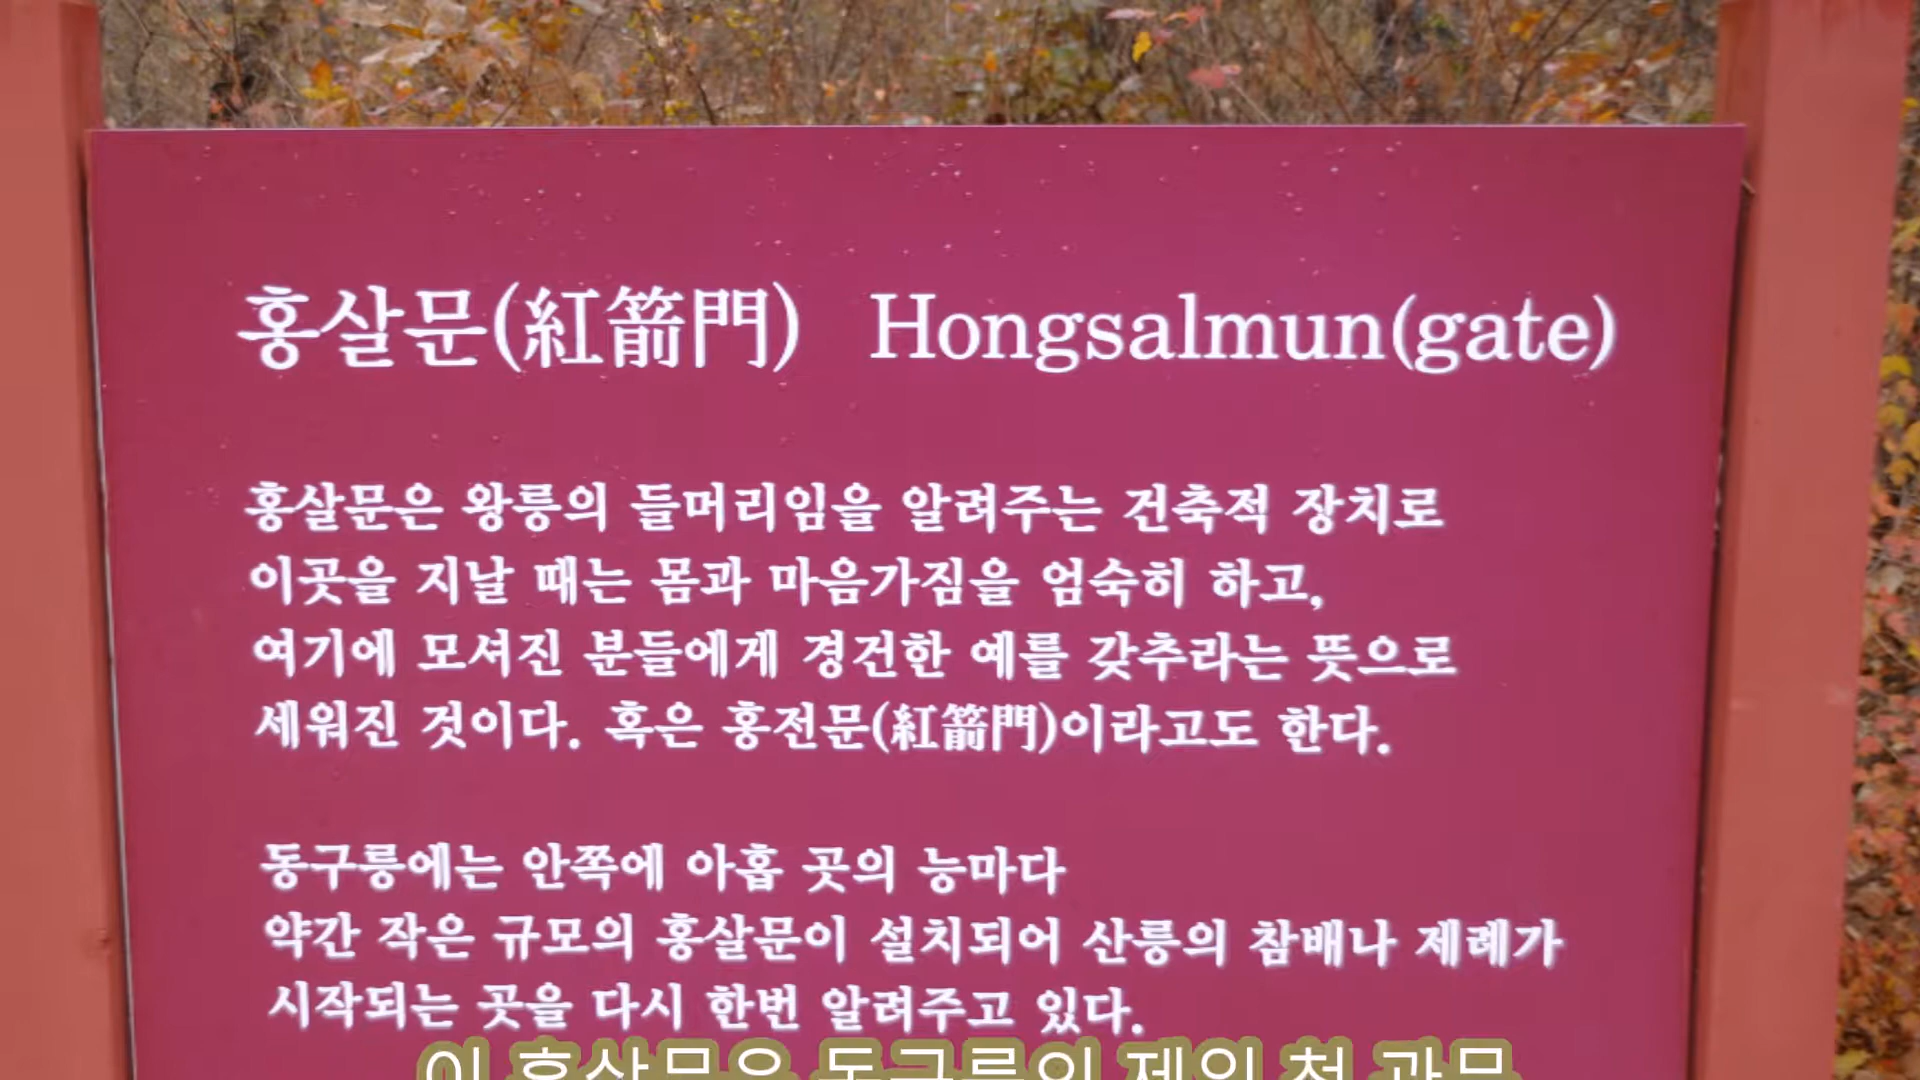 홍살문(紅箭門) Hongsalmun(gate)
홍살문은 왕릉의 들머리임을 알려주는 건축적 장치로
이곳을 지날 때는 몸과 마음가짐을 엄숙히 하고,
여기에 모셔진 분들에게 경건한 예를 갖추라는 뜻으로
세워진 것이다. 혹은 홍전문(紅箭門)이라고도 한다.
동구릉에는 안쪽에 아홉 곳의 능마다
약간 작은 규모의 홍살문이 설치되어 산릉의 참배나 제례가
시작되는 곳을 다시 한번 알려주고 있다.
이 홍살문은 동구릉의 제일 첫 관문